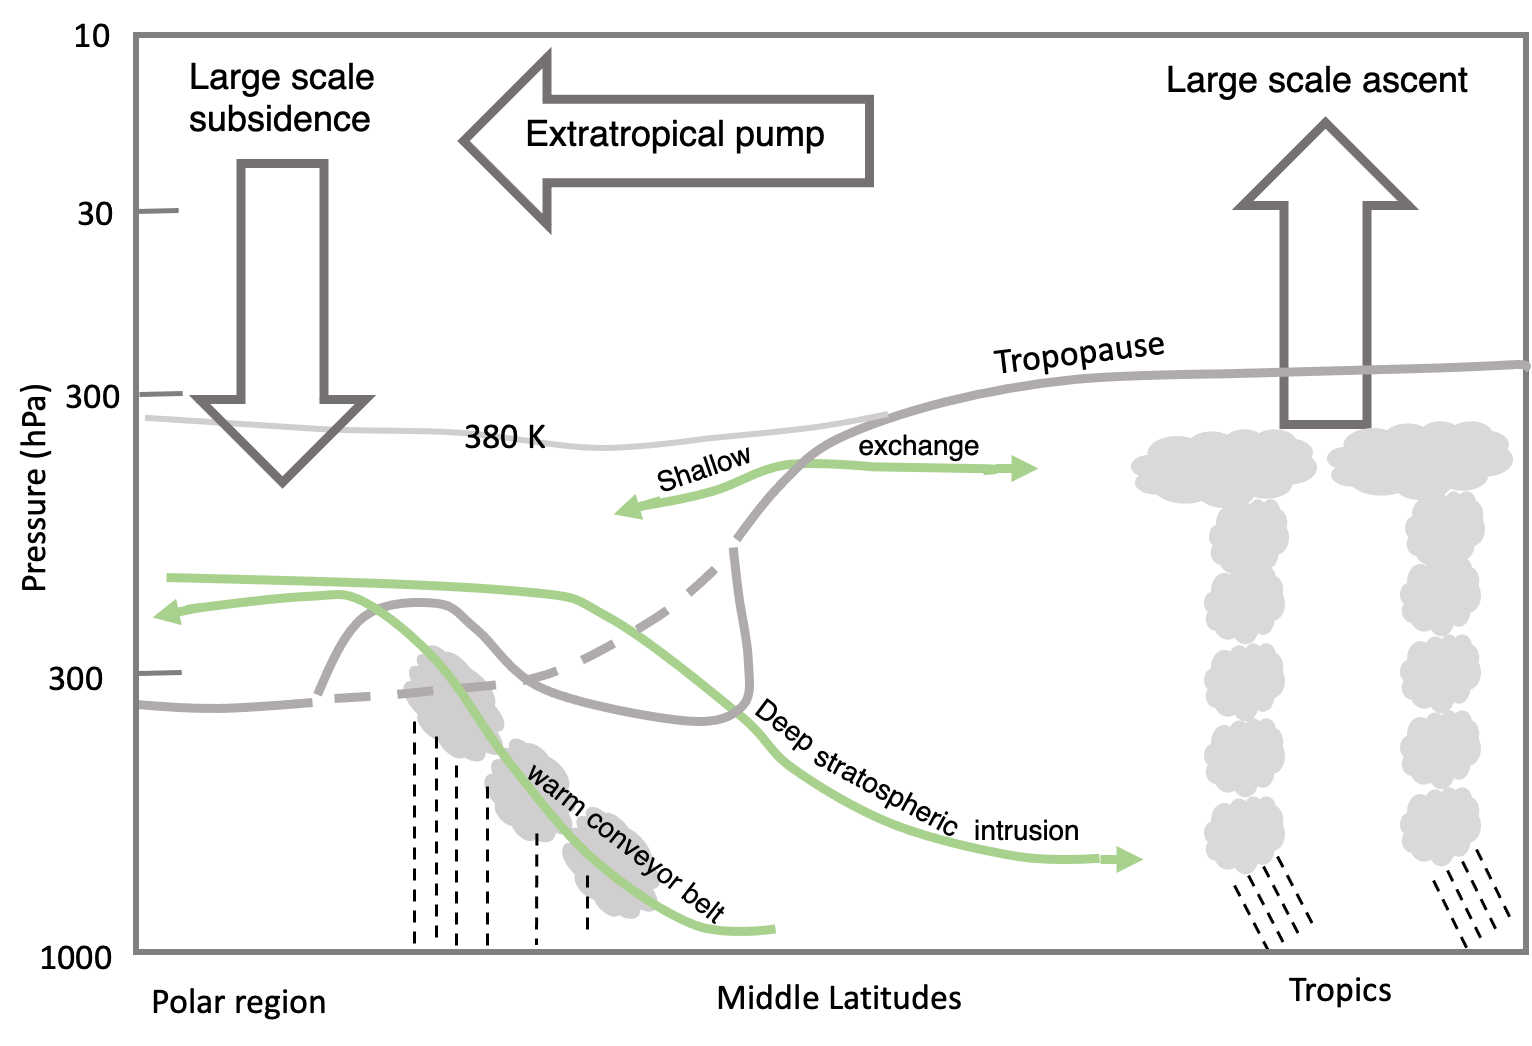 10
Large scale
subsidence
Extratropical pump
Large scale ascent
30
Tropopause
300
380 K
Shallow exchange
Pressure (hPa)
300
Deep stratospheric intrusion
warm conveyor belt
1000
Polar region
Middle Latitudes
Tropics